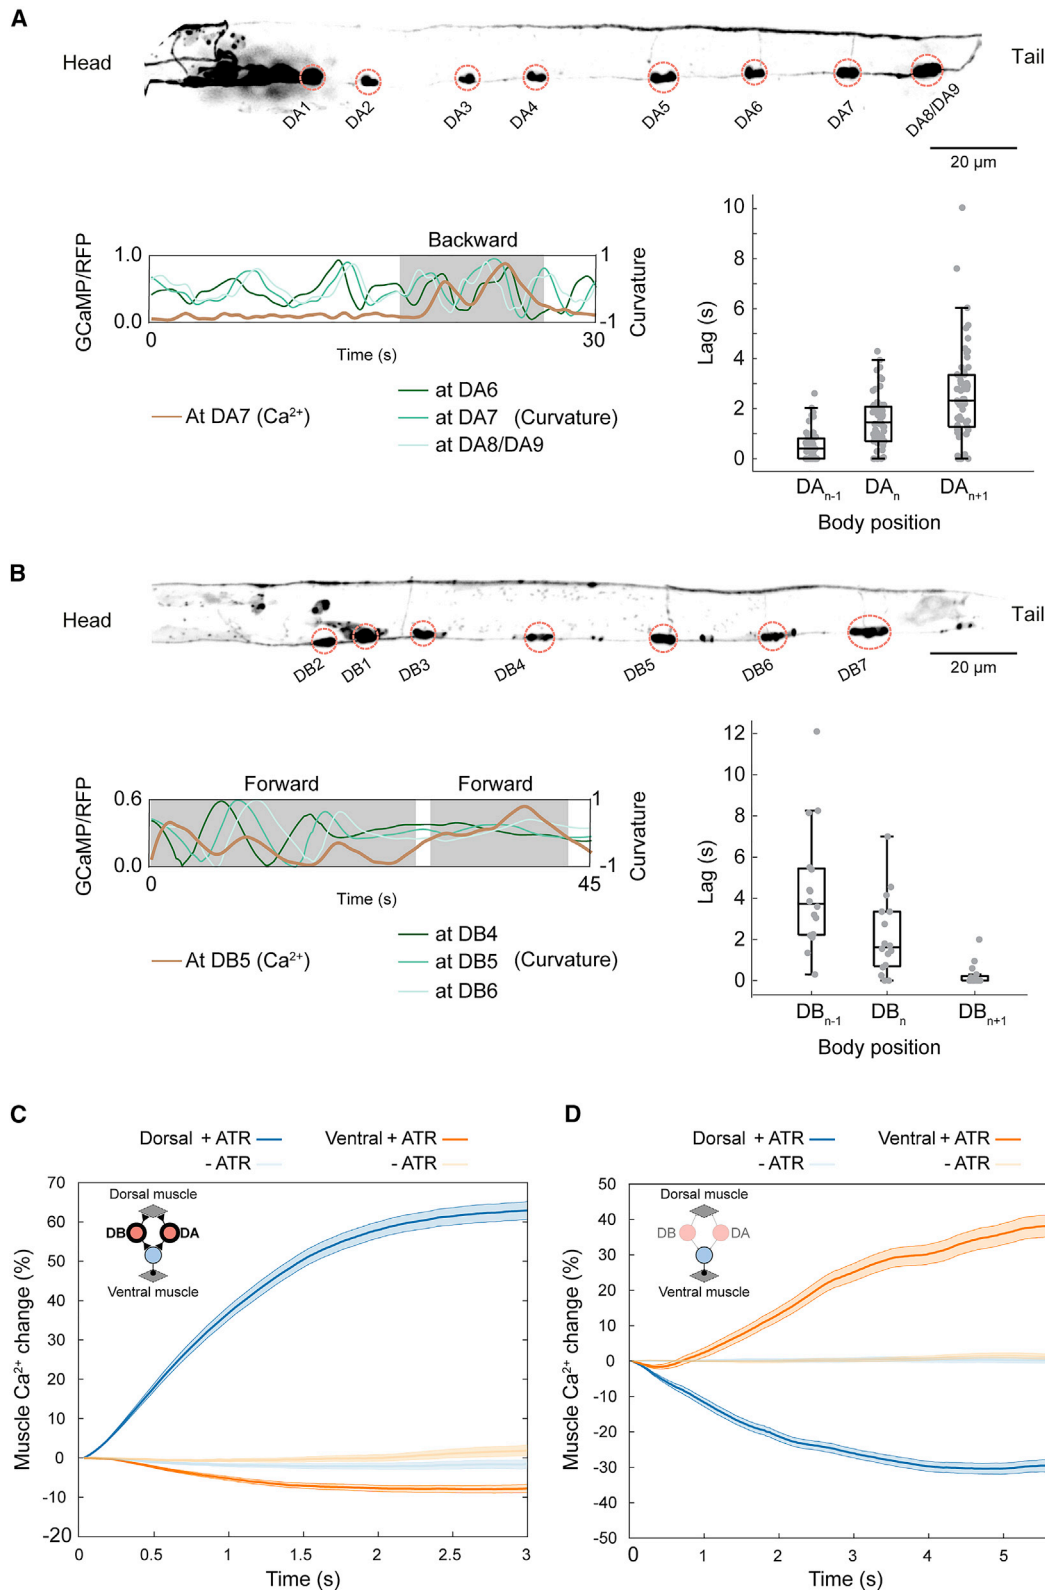 A
Head
Tail
DA1
DA2
DA3
DA4
DA5
DA6
DA7
DA8/DA9
20 µm
Backward
GCaMP/RFP
1.0
0.0
1
-1
Curvature
0
30
Time (s)
At DA7 (Ca²⁺)
at DA6
at DA7 (Curvature)
at DA8/DA9
Lag (s)
10
8
6
4
2
0
DAₙ₋₁ DAₙ DAₙ₊₁
Body position
B
Head
Tail
DB2
DB1
DB3
DB4
DB5
DB6
DB7
20 µm
Forward Forward
GCaMP/RFP
0.6
0.0
1
-1
Curvature
0
45
Time (s)
At DB5 (Ca²⁺)
at DB4
at DB5 (Curvature)
at DB6
Lag (s)
12
10
8
6
4
2
0
DBₙ₋₁ DBₙ DBₙ₊₁
Body position
C
Dorsal + ATR Ventral + ATR
- ATR - ATR
Muscle Ca²⁺ change (%)
70
60
50
40
30
20
10
0
-10
-20
Dorsal muscle
DB DA
Ventral muscle
0 0.5 1 1.5 2 2.5 3
Time (s)
D
Dorsal + ATR Ventral + ATR
- ATR - ATR
Muscle Ca²⁺ change (%)
50
40
30
20
10
0
-10
-20
-30
-40
-50
Dorsal muscle
DB DA
Ventral muscle
0 1 2 3 4 5
Time (s)